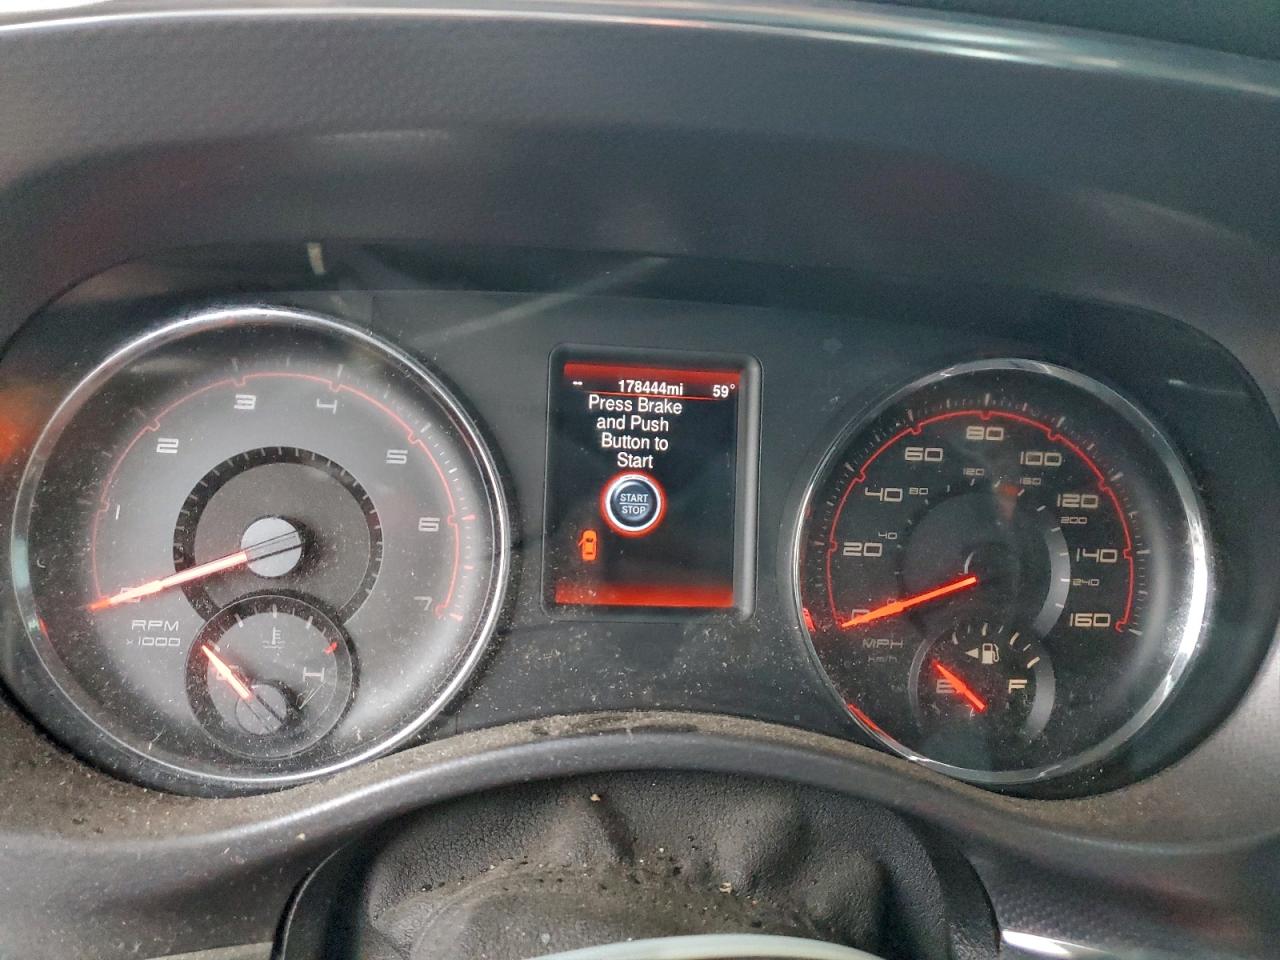 -- 178444mi 59°
Press Brake
and Push
Button to
Start
START
STOP
1
2
3
4
5
6
7
RPM
x1000
H
20
40
60
80
100
120
140
160
40
80
120
160
200
240
MPH
km/h
E
F